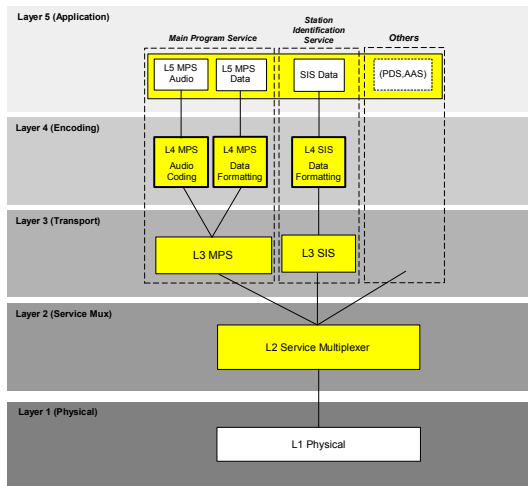 Layer 5 (Application)
Main Program Service
Station
Identification
Service
Others
L5 MPS
Audio
L5 MPS
Data
SIS Data
(PDS,AAS)
Layer 4 (Encoding)
L4 MPS
Audio
Coding
L4 MPS
Data
Formatting
L4 SIS
Data
Formatting
Layer 3 (Transport)
L3 MPS
L3 SIS
Layer 2 (Service Mux)
L2 Service Multiplexer
Layer 1 (Physical)
L1 Physical